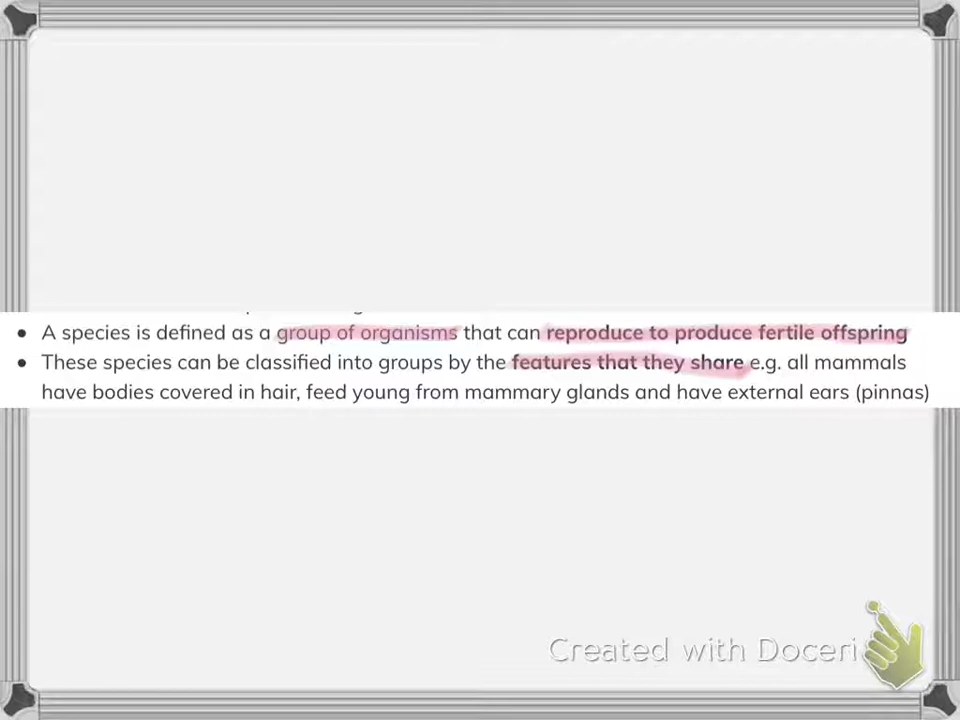 • A species is defined as a group of organisms that can reproduce to produce fertile offspring
• These species can be classified into groups by the features that they share e.g. all mammals
have bodies covered in hair, feed young from mammary glands and have external ears (pinnas)
Created with Doceri